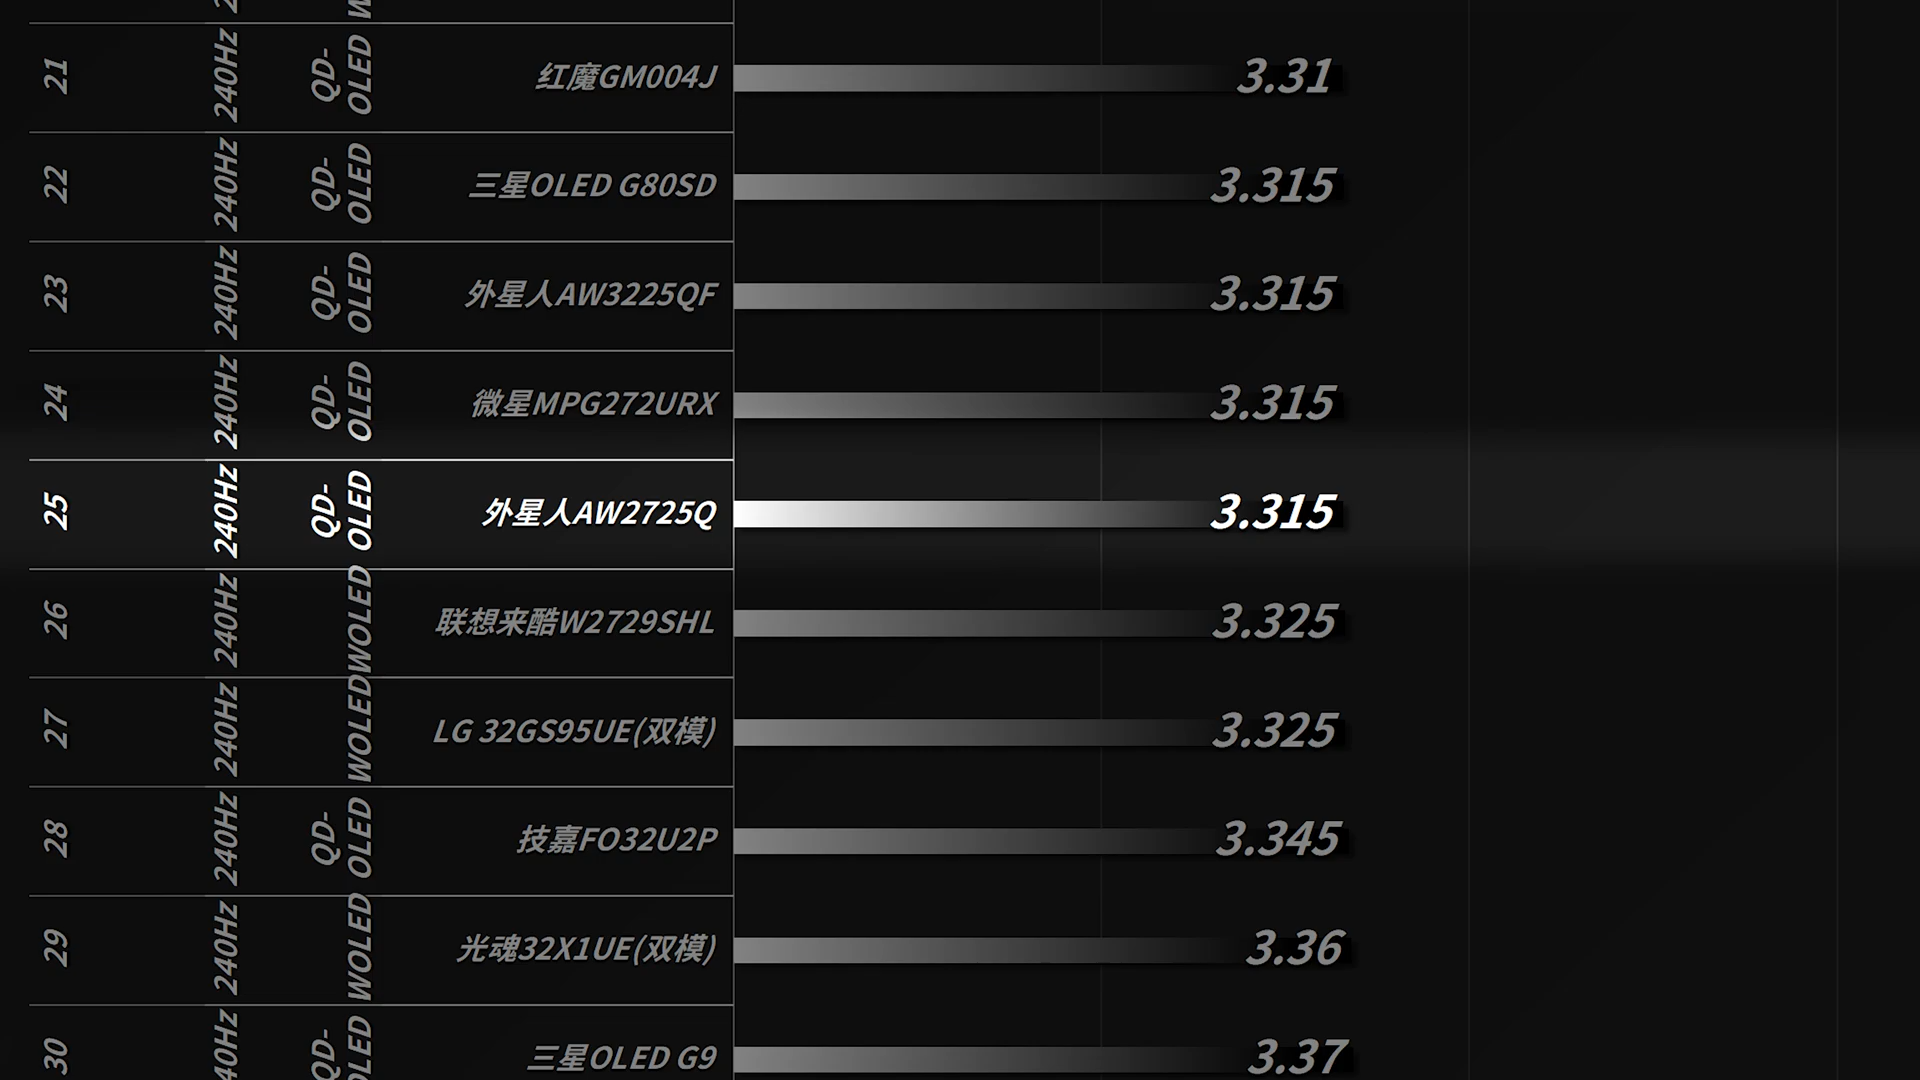 21 240Hz QD-OLED 红魔GM004J 3.31
22 240Hz QD-OLED 三星OLED G80SD 3.315
23 240Hz QD-OLED 外星人AW3225QF 3.315
24 240Hz QD-OLED 微星MPG272URX 3.315
25 240Hz QD-OLED 外星人AW2725Q 3.315
26 240Hz WOLED 联想来酷W2729SHL 3.325
27 240Hz WOLED LG 32GS95UE(双模) 3.325
28 240Hz QD-OLED 技嘉FO32U2P 3.345
29 240Hz WOLED 光魂32X1UE(双模) 3.36
30 240Hz QD-OLED 三星OLED G9 3.37